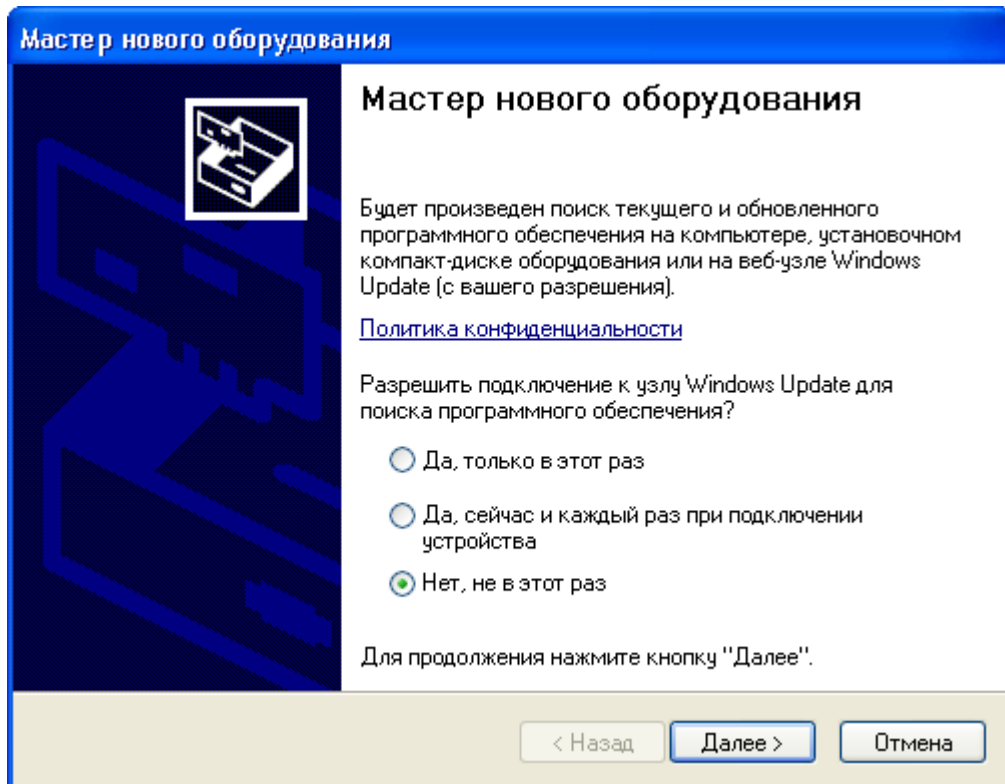 Мастер нового оборудования
Мастер нового оборудования
Будет произведен поиск текущего и обновленного
программного обеспечения на компьютере, установочном
компакт-диске оборудования или на веб-узле Windows
Update (с вашего разрешения).
Политика конфиденциальности
Разрешить подключение к узлу Windows Update для
поиска программного обеспечения?
Да, только в этот раз
Да, сейчас и каждый раз при подключении
устройства
Нет, не в этот раз
Для продолжения нажмите кнопку "Далее".
< Назад Далее > Отмена